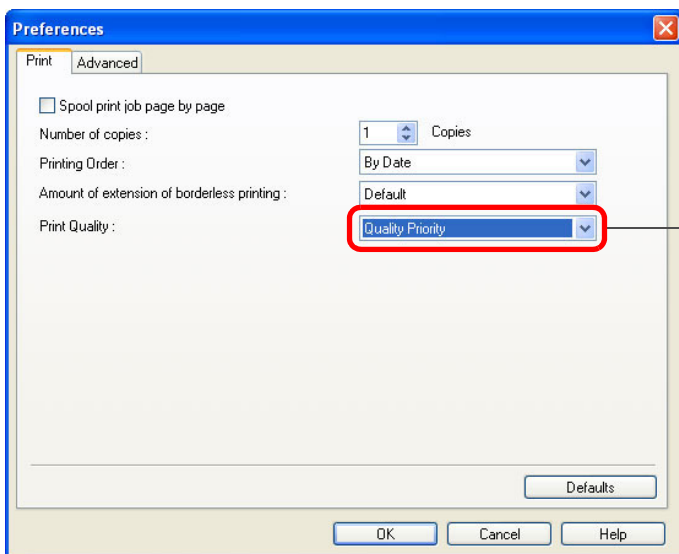 Preferences
Print Advanced
Spool print job page by page
Number of copies : 1 Copies
Printing Order : By Date
Amount of extension of borderless printing : Default
Print Quality : Quality Priority
Defaults
OK Cancel Help